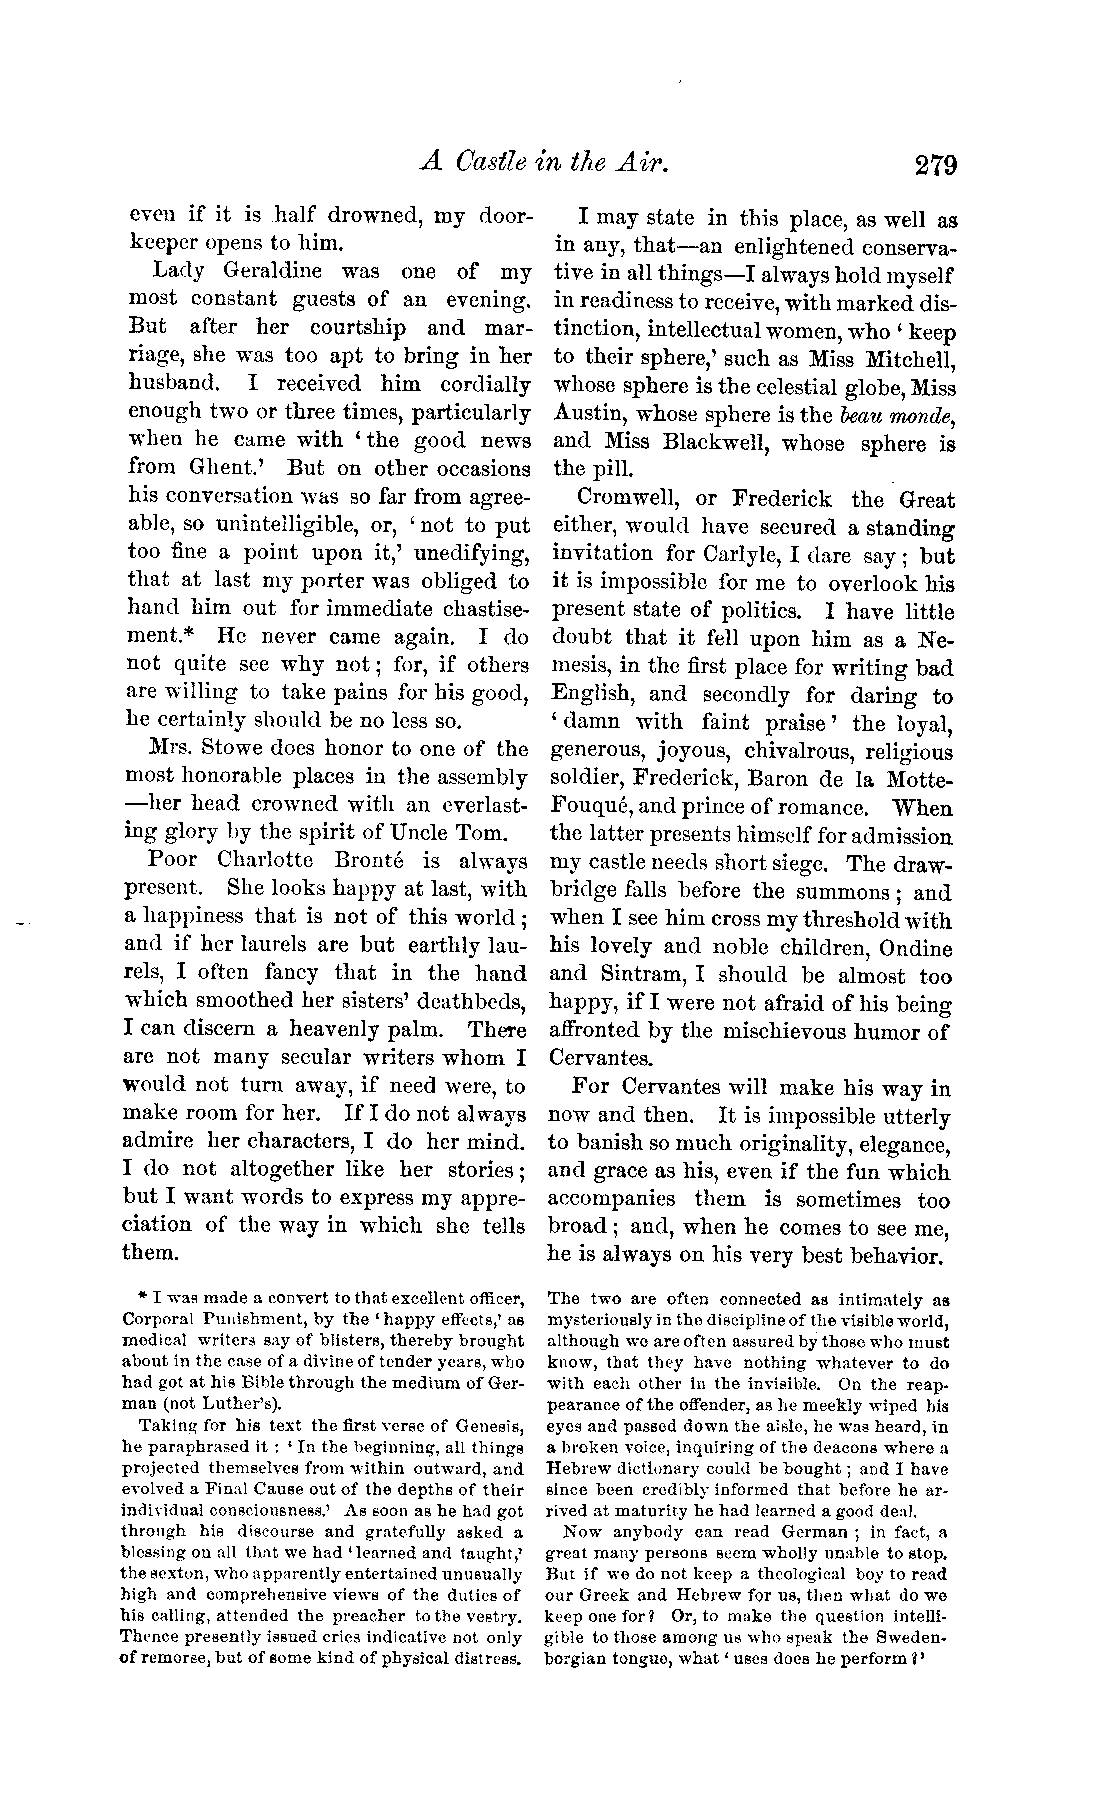 A Castle in the Air.
279
even if it is half drowned, my door-
keeper opens to him.
Lady Geraldine was one of my
most constant guests of an evening.
But after her courtship and mar-
riage, she was too apt to bring in her
husband. I received him cordially
enough two or three times, particularly
when he came with ‘the good news
from Ghent.’ But on other occasions
his conversation was so far from agree-
able, so unintelligible, or, ‘not to put
too fine a point upon it,’ unedifying,
that at last my porter was obliged to
hand him out for immediate chastise-
ment.* He never came again. I do
not quite see why not; for, if others
are willing to take pains for his good,
he certainly should be no less so.
Mrs. Stowe does honor to one of the
most honorable places in the assembly
—her head crowned with an everlast-
ing glory by the spirit of Uncle Tom.
Poor Charlotte Bronté is always
present. She looks happy at last, with
a happiness that is not of this world;
and if her laurels are but earthly lau-
rels, I often fancy that in the hand
which smoothed her sisters’ deathbeds,
I can discern a heavenly palm. There
are not many secular writers whom I
would not turn away, if need were, to
make room for her. If I do not always
admire her characters, I do her mind.
I do not altogether like her stories;
but I want words to express my appre-
ciation of the way in which she tells
them.
I may state in this place, as well as
in any, that—an enlightened conserva-
tive in all things—I always hold myself
in readiness to receive, with marked dis-
tinction, intellectual women, who ‘keep
to their sphere,’ such as Miss Mitchell,
whose sphere is the celestial globe, Miss
Austin, whose sphere is the beau monde,
and Miss Blackwell, whose sphere is
the pill.
Cromwell, or Frederick the Great
either, would have secured a standing
invitation for Carlyle, I dare say; but
it is impossible for me to overlook his
present state of politics. I have little
doubt that it fell upon him as a Ne-
mesis, in the first place for writing bad
English, and secondly for daring to
‘damn with faint praise’ the loyal,
generous, joyous, chivalrous, religious
soldier, Frederick, Baron de la Motte-
Fouqué, and prince of romance. When
the latter presents himself for admission
my castle needs short siege. The draw-
bridge falls before the summons; and
when I see him cross my threshold with
his lovely and noble children, Ondine
and Sintram, I should be almost too
happy, if I were not afraid of his being
affronted by the mischievous humor of
Cervantes.
For Cervantes will make his way in
now and then. It is impossible utterly
to banish so much originality, elegance,
and grace as his, even if the fun which
accompanies them is sometimes too
broad; and, when he comes to see me,
he is always on his very best behavior.
* I was made a convert to that excellent officer,
Corporal Punishment, by the ‘happy effects,’ as
medical writers say of blisters, thereby brought
about in the case of a divine of tender years, who
had got at his Bible through the medium of Ger-
man (not Luther’s).
Taking for his text the first verse of Genesis,
he paraphrased it: ‘In the beginning, all things
projected themselves from within outward, and
evolved a Final Cause out of the depths of their
individual consciousness.’ As soon as he had got
through his discourse and gratefully asked a
blessing on all that we had ‘learned and taught,’
the sexton, who apparently entertained unusually
high and comprehensive views of the duties of
his calling, attended the preacher to the vestry.
Thence presently issued cries indicative not only
of remorse, but of some kind of physical distress.
The two are often connected as intimately as
mysteriously in the discipline of the visible world,
although we are often assured by those who must
know, that they have nothing whatever to do
with each other in the invisible. On the reap-
pearance of the offender, as he meekly wiped his
eyes and passed down the aisle, he was heard, in
a broken voice, inquiring of the deacons where a
Hebrew dictionary could be bought; and I have
since been credibly informed that before he ar-
rived at maturity he had learned a good deal.
Now anybody can read German; in fact, a
great many persons seem wholly unable to stop.
But if we do not keep a theological boy to read
our Greek and Hebrew for us, then what do we
keep one for? Or, to make the question intelli-
gible to those among us who speak the Sweden-
borgian tongue, what ‘uses does he perform?’